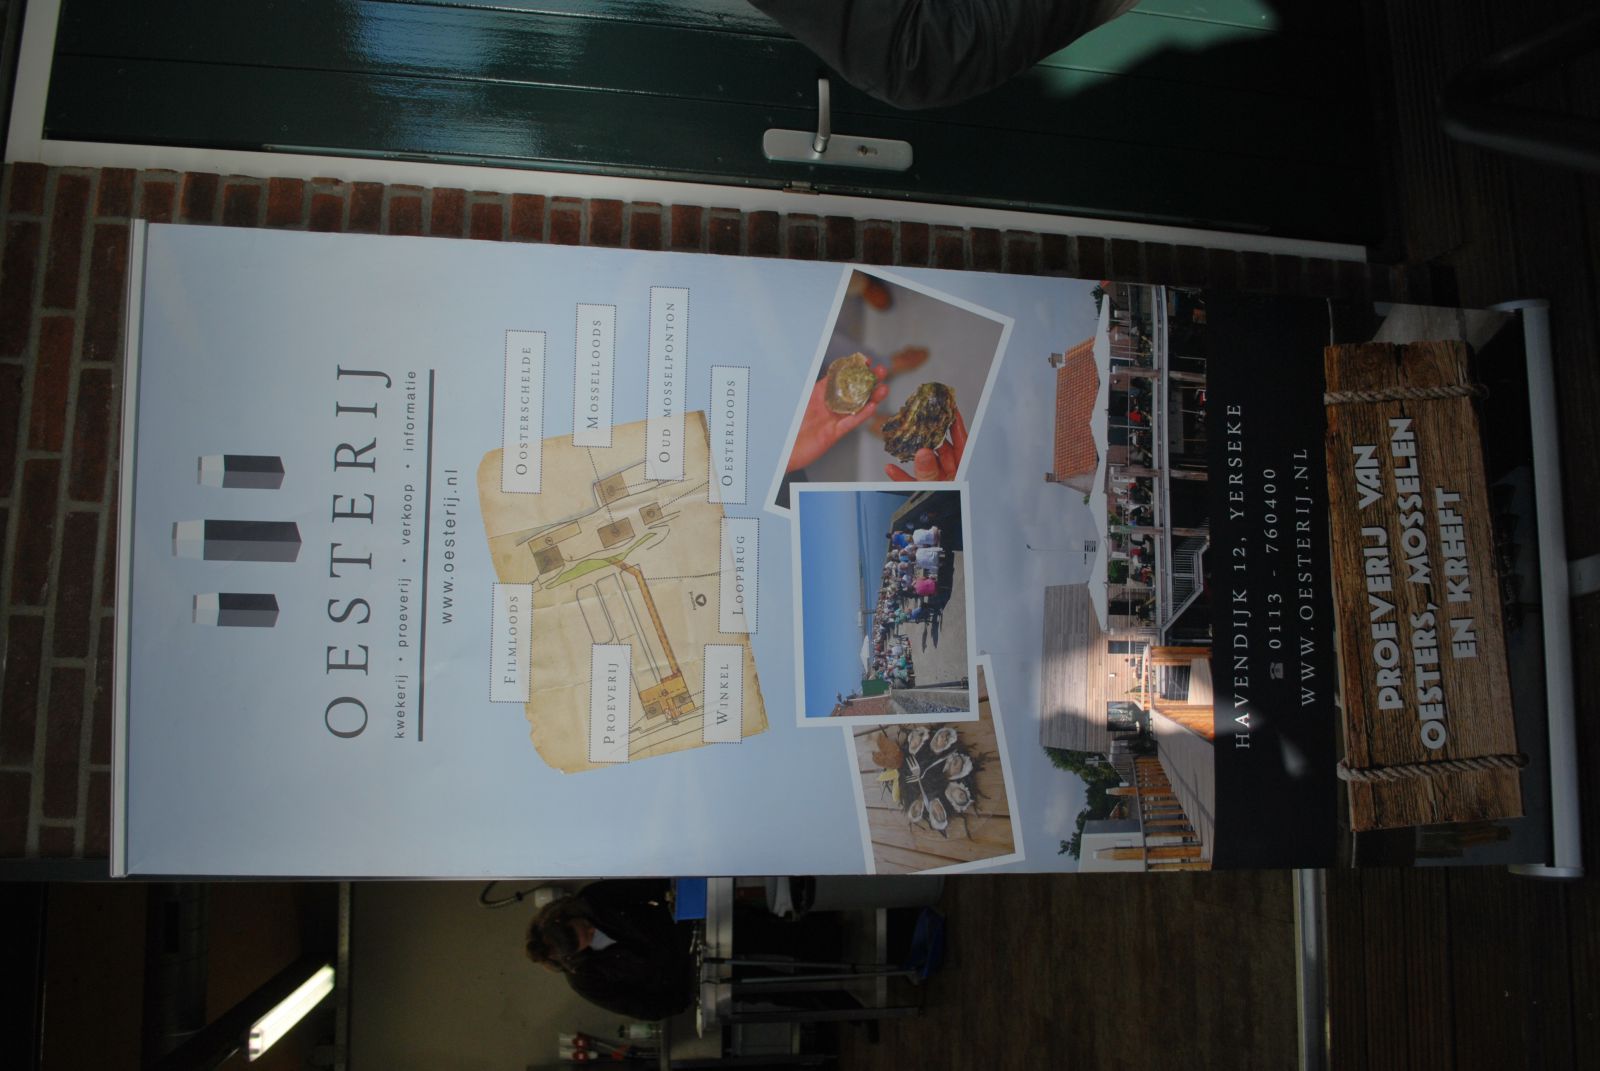 OESTERIJ
kwekerij • proeverij • verkoop • informatie
www.oesterij.nl
OOSTERSCHELDE
MOSSELLOODS
FILMLOODS
OUD MOSSELPONTON
PROEVERIJ
OESTERLOODS
LOOPBRUG
WINKEL
HAVENDIJK 12, YERSEKE
☎ 0113 - 760400
WWW.OESTERIJ.NL
PROEVERIJ VAN
OESTERS, MOSSELEN
EN KREEFT